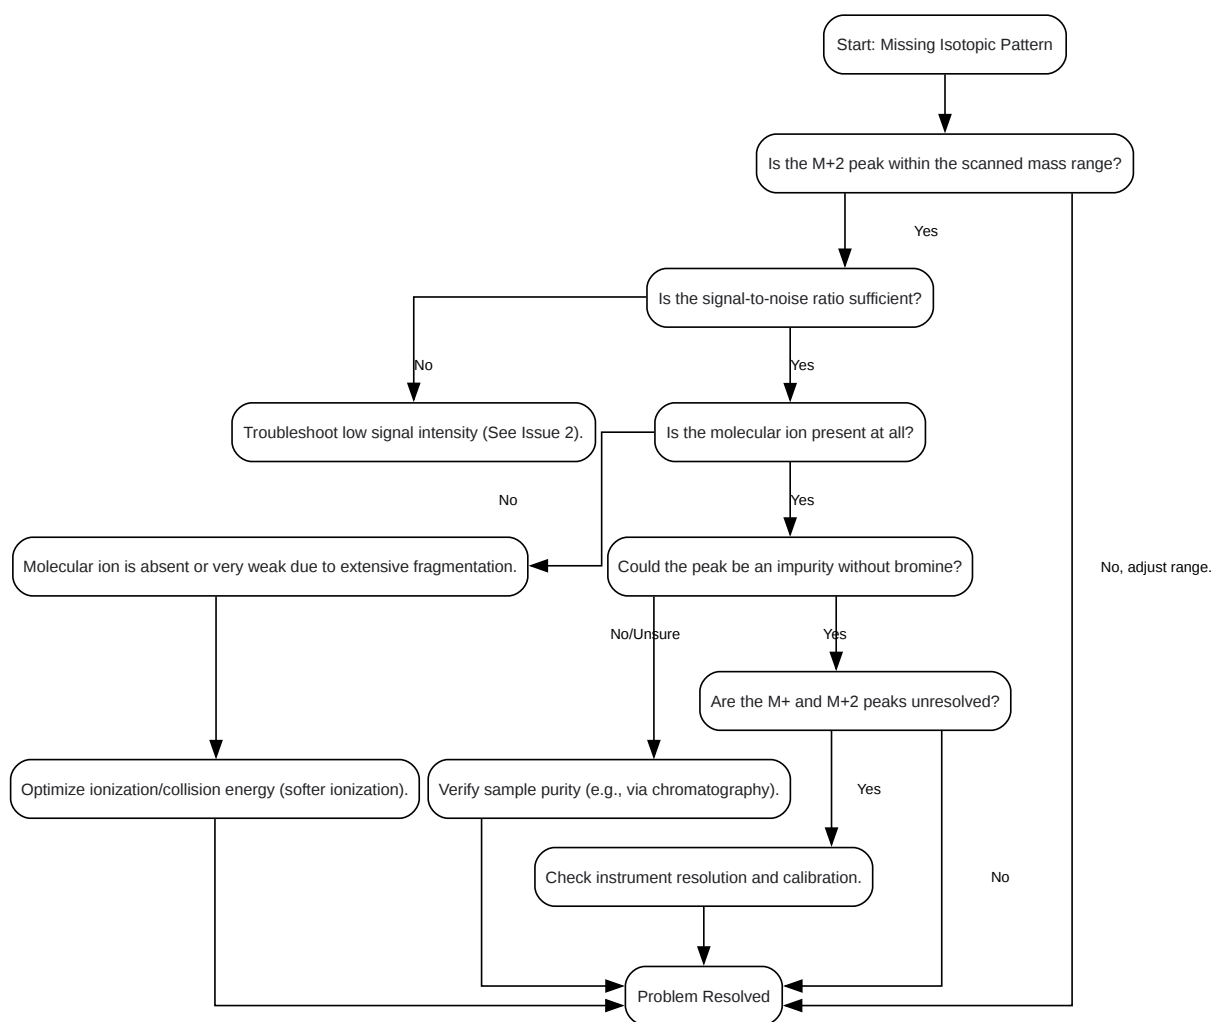 Start: Missing Isotopic Pattern
Is the M+2 peak within the scanned mass range?
Yes
Is the signal-to-noise ratio sufficient?
No
Yes
Troubleshoot low signal intensity (See Issue 2).
Is the molecular ion present at all?
No
Yes
Molecular ion is absent or very weak due to extensive fragmentation.
Could the peak be an impurity without bromine?
No, adjust range.
No/Unsure
Yes
Are the M+ and M+2 peaks unresolved?
Optimize ionization/collision energy (softer ionization).
Verify sample purity (e.g., via chromatography).
Yes
Check instrument resolution and calibration.
No
Problem Resolved